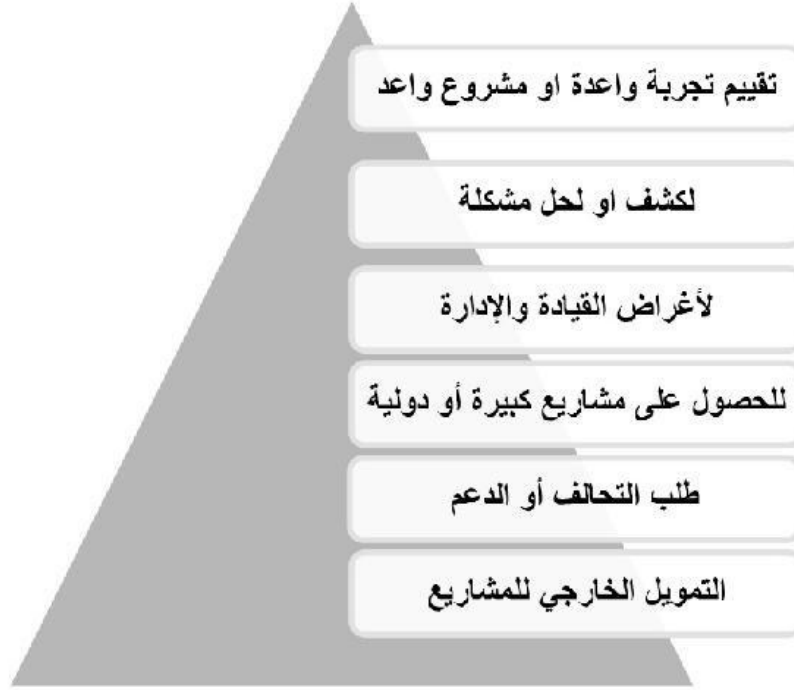 تقييم تجربة واعدة او مشروع واعد
لكشف او لحل مشكلة
لأغراض القيادة والإدارة
للحصول على مشاريع كبيرة أو دولية
طلب التحالف أو الدعم
التمويل الخارجي للمشاريع